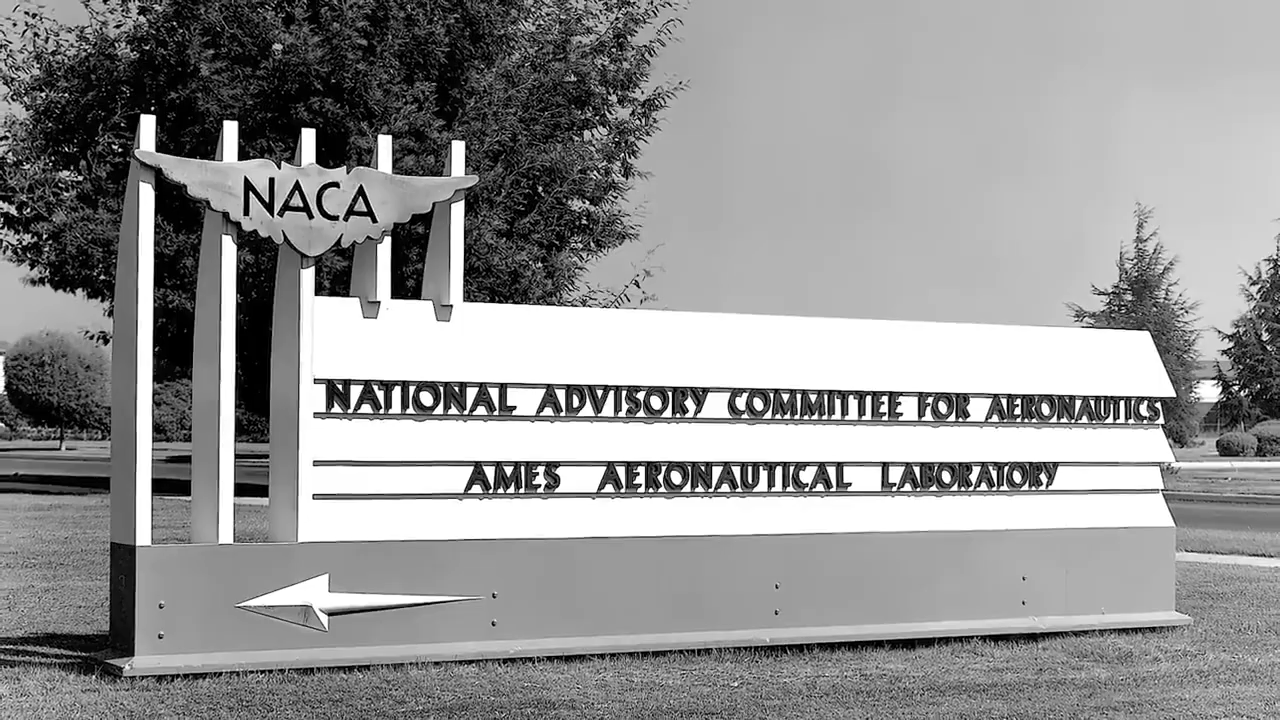 NACA
NATIONAL ADVISORY COMMITTEE FOR AERONAUTICS
AMES AERONAUTICAL LABORATORY